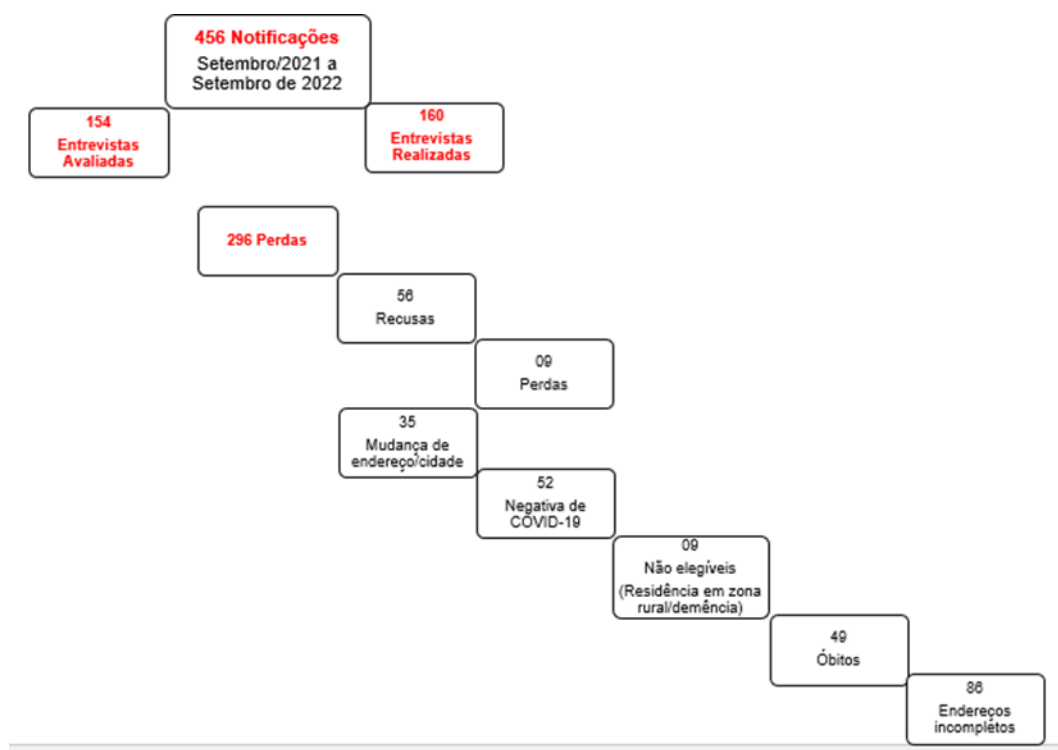 456 Notificações
Setembro/2021 a
Setembro de 2022
154
Entrevistas
Avaliadas
160
Entrevistas
Realizadas
296 Perdas
56
Recusas
09
Perdas
35
Mudança de
endereço/cidade
52
Negativa de
COVID-19
09
Não elegíveis
(Residência em zona
rural/demência)
49
Óbitos
86
Endereços
incompletos